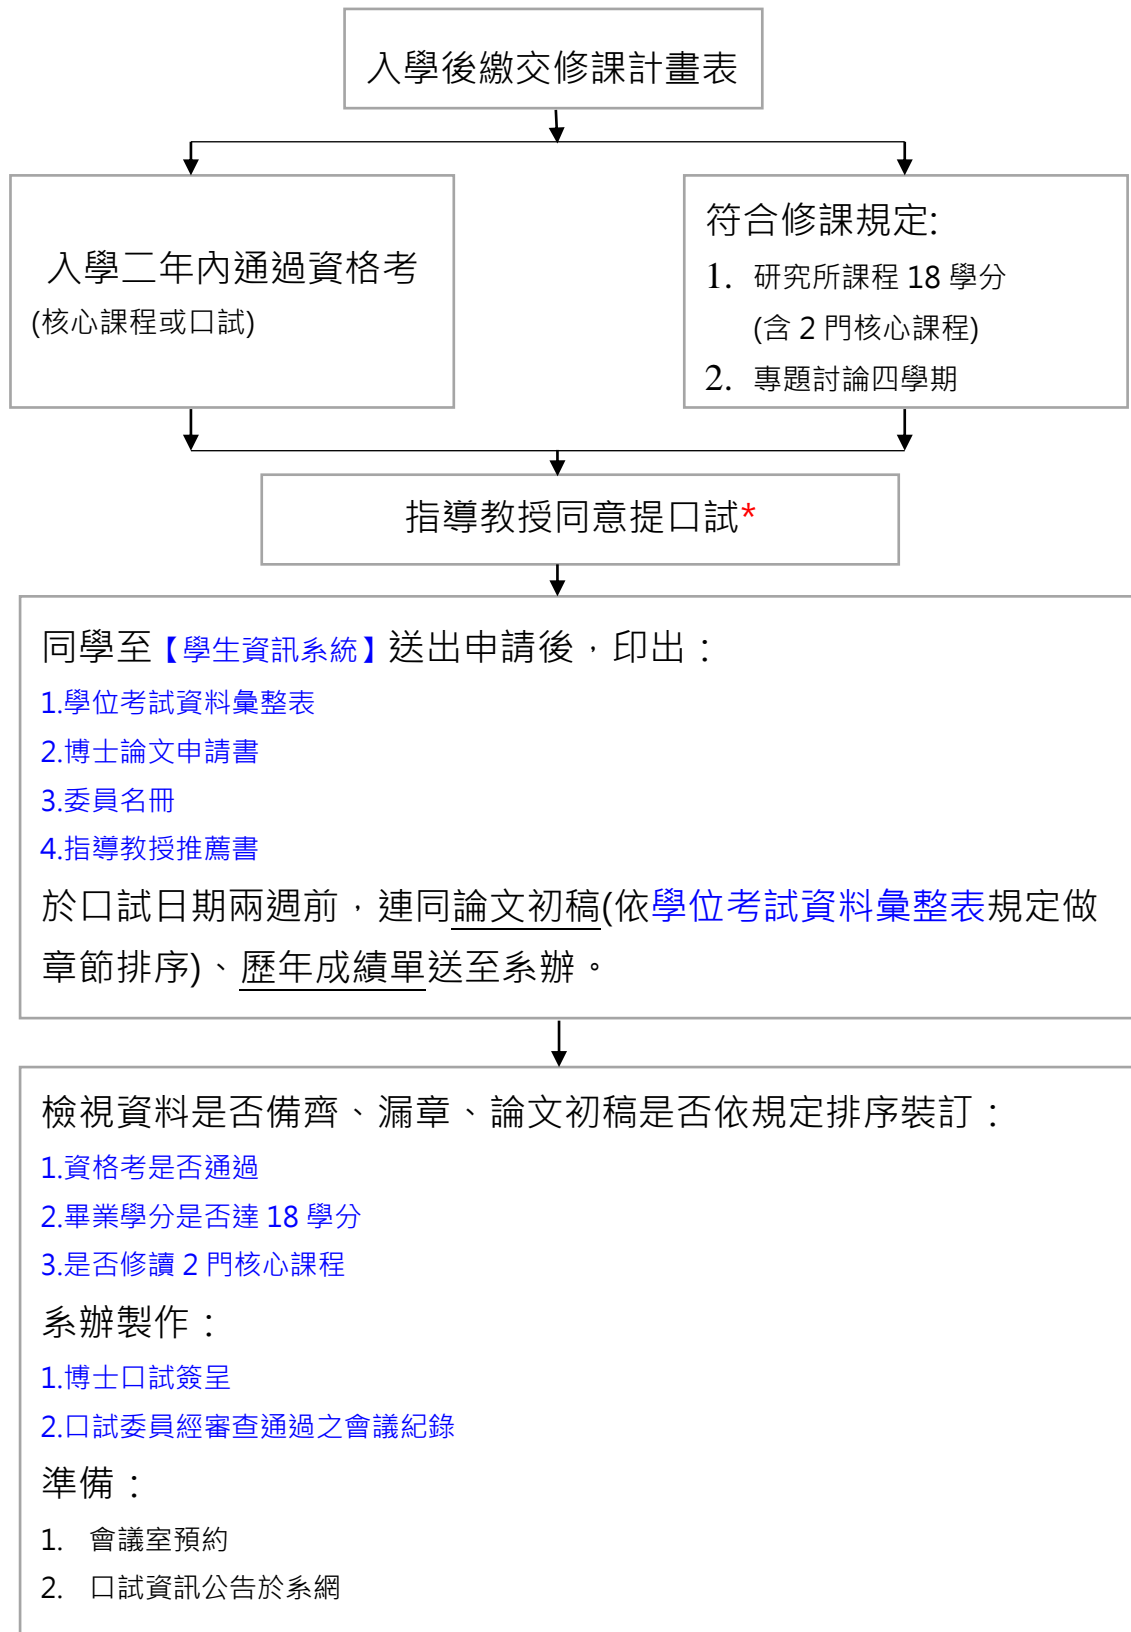 入學後繳交修課計畫表
入學二年內通過資格考
(核心課程或口試)
符合修課規定:
1. 研究所課程 18 學分
(含 2 門核心課程)
2. 專題討論四學期
指導教授同意提口試*
同學至【學生資訊系統】送出申請後，印出：
1.學位考試資料彙整表
2.博士論文申請書
3.委員名冊
4.指導教授推薦書
於口試日期兩週前，連同論文初稿(依學位考試資料彙整表規定做
章節排序)、歷年成績單送至系辦。
檢視資料是否備齊、漏章、論文初稿是否依規定排序裝訂：
1.資格考是否通過
2.畢業學分是否達 18 學分
3.是否修讀 2 門核心課程
系辦製作：
1.博士口試簽呈
2.口試委員經審查通過之會議紀錄
準備：
1. 會議室預約
2. 口試資訊公告於系網